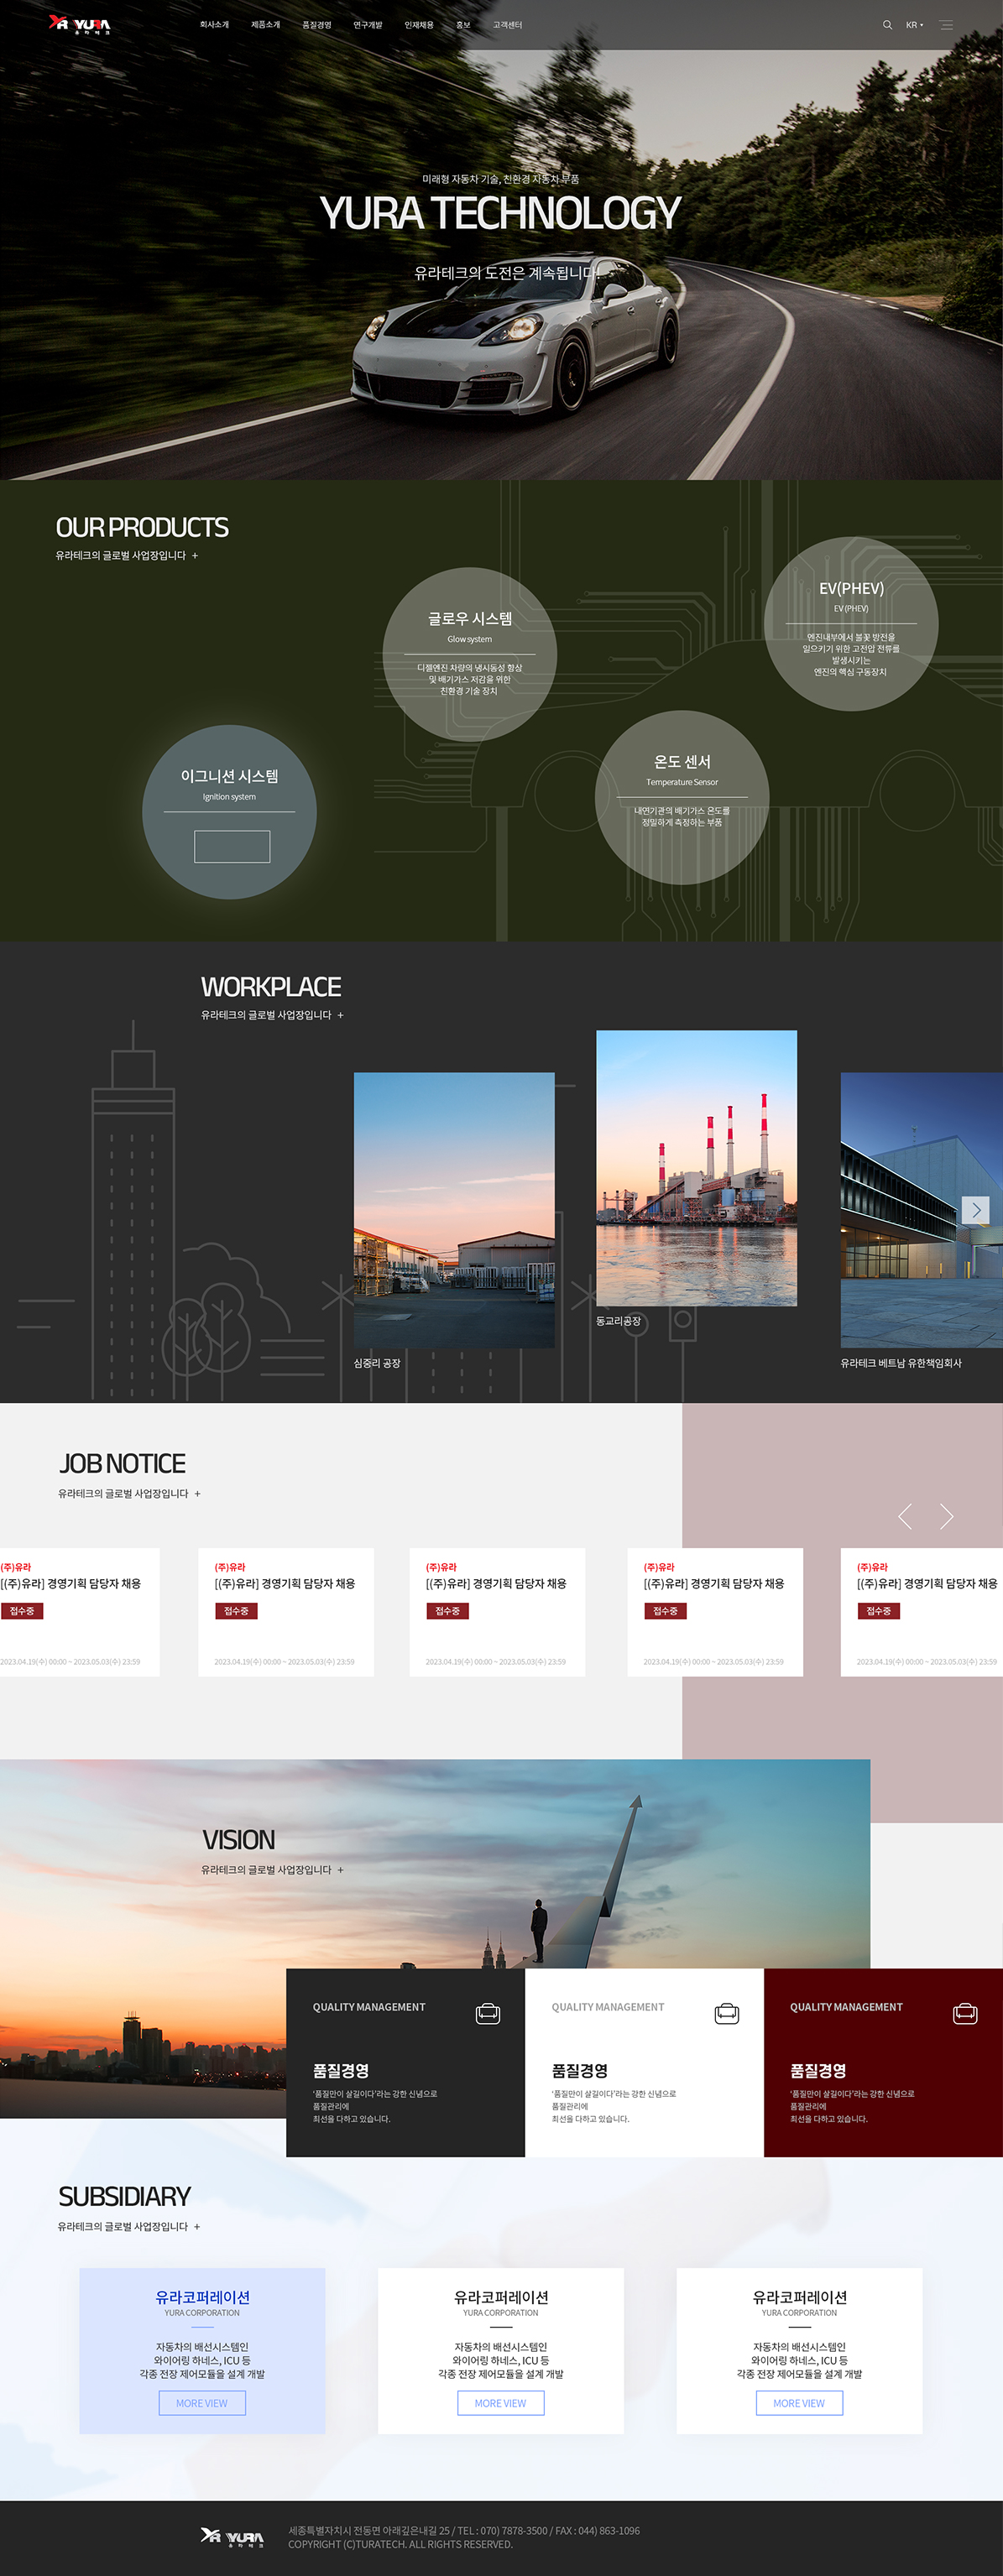 YURA
유라테크
회사소개 제품소개 품질경영 연구개발 인재채용 홍보 고객센터
KR
미래형 자동차 기술, 친환경 자동차 부품
YURA TECHNOLOGY
유라테크의 도전은 계속됩니다!
OUR PRODUCTS
유라테크의 글로벌 사업장입니다 +
EV(PHEV)
EV (PHEV)
엔진내부에서 불꽃 방전을
일으키기 위한 고전압 전류를
발생시키는
엔진의 핵심 구동장치
글로우 시스템
Glow system
디젤엔진 차량의 냉시동성 향상
및 배기가스 저감을 위한
친환경 기술 장치
온도 센서
Temperature Sensor
내연기관의 배기가스 온도를
정밀하게 측정하는 부품
이그니션 시스템
Ignition system
WORKPLACE
유라테크의 글로벌 사업장입니다 +
심중리 공장
동교리공장
유라테크 베트남 유한책임회사
JOB NOTICE
유라테크의 글로벌 사업장입니다 +
(주)유라
[(주)유라] 경영기획 담당자 채용
접수중
2023.04.19(수) 00:00 ~ 2023.05.03(수) 23:59
(주)유라
[(주)유라] 경영기획 담당자 채용
접수중
2023.04.19(수) 00:00 ~ 2023.05.03(수) 23:59
(주)유라
[(주)유라] 경영기획 담당자 채용
접수중
2023.04.19(수) 00:00 ~ 2023.05.03(수) 23:59
(주)유라
[(주)유라] 경영기획 담당자 채용
접수중
2023.04.19(수) 00:00 ~ 2023.05.03(수) 23:59
(주)유라
[(주)유라] 경영기획 담당자 채용
접수중
2023.04.19(수) 00:00 ~ 2023.05.03(수) 23:59
VISION
유라테크의 글로벌 사업장입니다 +
QUALITY MANAGEMENT
품질경영
'품질만이 살길이다'라는 강한 신념으로
품질관리에
최선을 다하고 있습니다.
QUALITY MANAGEMENT
품질경영
'품질만이 살길이다'라는 강한 신념으로
품질관리에
최선을 다하고 있습니다.
QUALITY MANAGEMENT
품질경영
'품질만이 살길이다'라는 강한 신념으로
품질관리에
최선을 다하고 있습니다.
SUBSIDIARY
유라테크의 글로벌 사업장입니다 +
유라코퍼레이션
YURA CORPORATION
자동차의 배선시스템인
와이어링 하네스, ICU 등
각종 전장 제어모듈을 설계 개발
MORE VIEW
유라코퍼레이션
YURA CORPORATION
자동차의 배선시스템인
와이어링 하네스, ICU 등
각종 전장 제어모듈을 설계 개발
MORE VIEW
유라코퍼레이션
YURA CORPORATION
자동차의 배선시스템인
와이어링 하네스, ICU 등
각종 전장 제어모듈을 설계 개발
MORE VIEW
YURA
유라테크
세종특별자치시 전동면 아래깊은내길 25 / TEL : 070) 7878-3500 / FAX : 044) 863-1096
COPYRIGHT (C)TURATECH. ALL RIGHTS RESERVED.